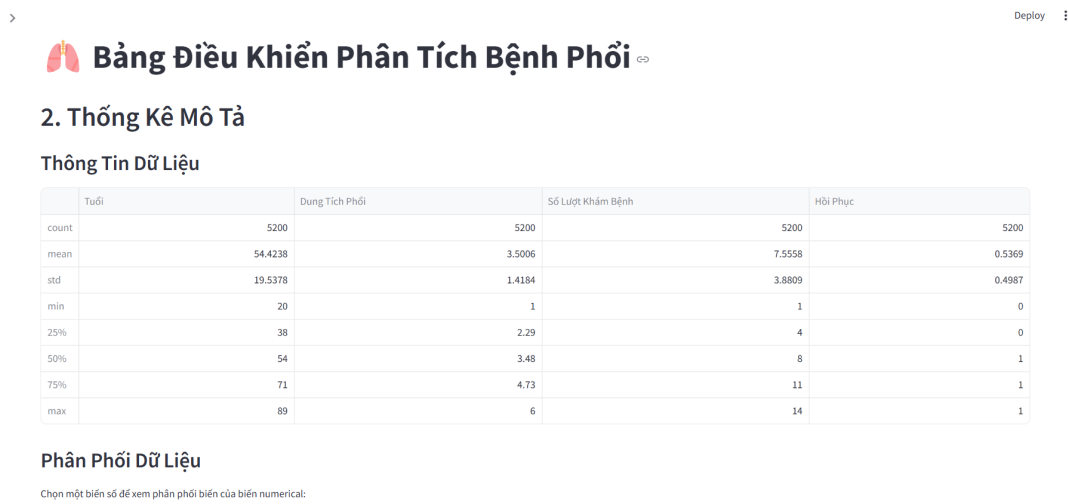 Deploy
Bảng Điều Khiển Phân Tích Bệnh Phổi
2. Thống Kê Mô Tả
Thông Tin Dữ Liệu
Tuổi Dung Tích Phổi Số Lượt Khám Bệnh Hồi Phục
count 5200 5200 5200 5200
mean 54.4238 3.5006 7.5558 0.5369
std 19.5378 1.4184 3.8809 0.4987
min 20 1 1 0
25% 38 2.29 4 0
50% 54 3.48 8 1
75% 71 4.73 11 1
max 89 6 14 1
Phân Phối Dữ Liệu
Chọn một biến số để xem phân phối biến của biến numerical: